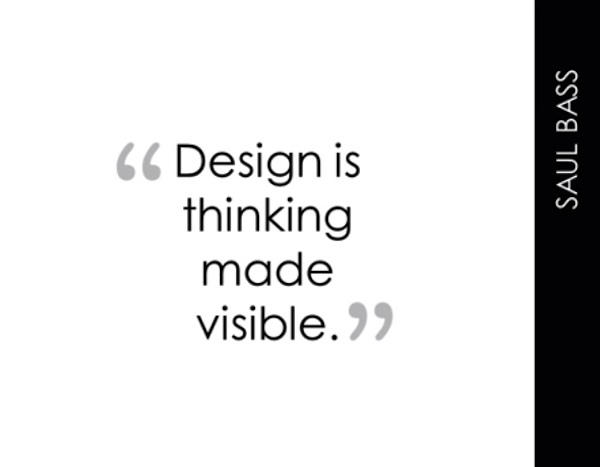 “Design is
thinking
made
visible.”
SAUL BASS